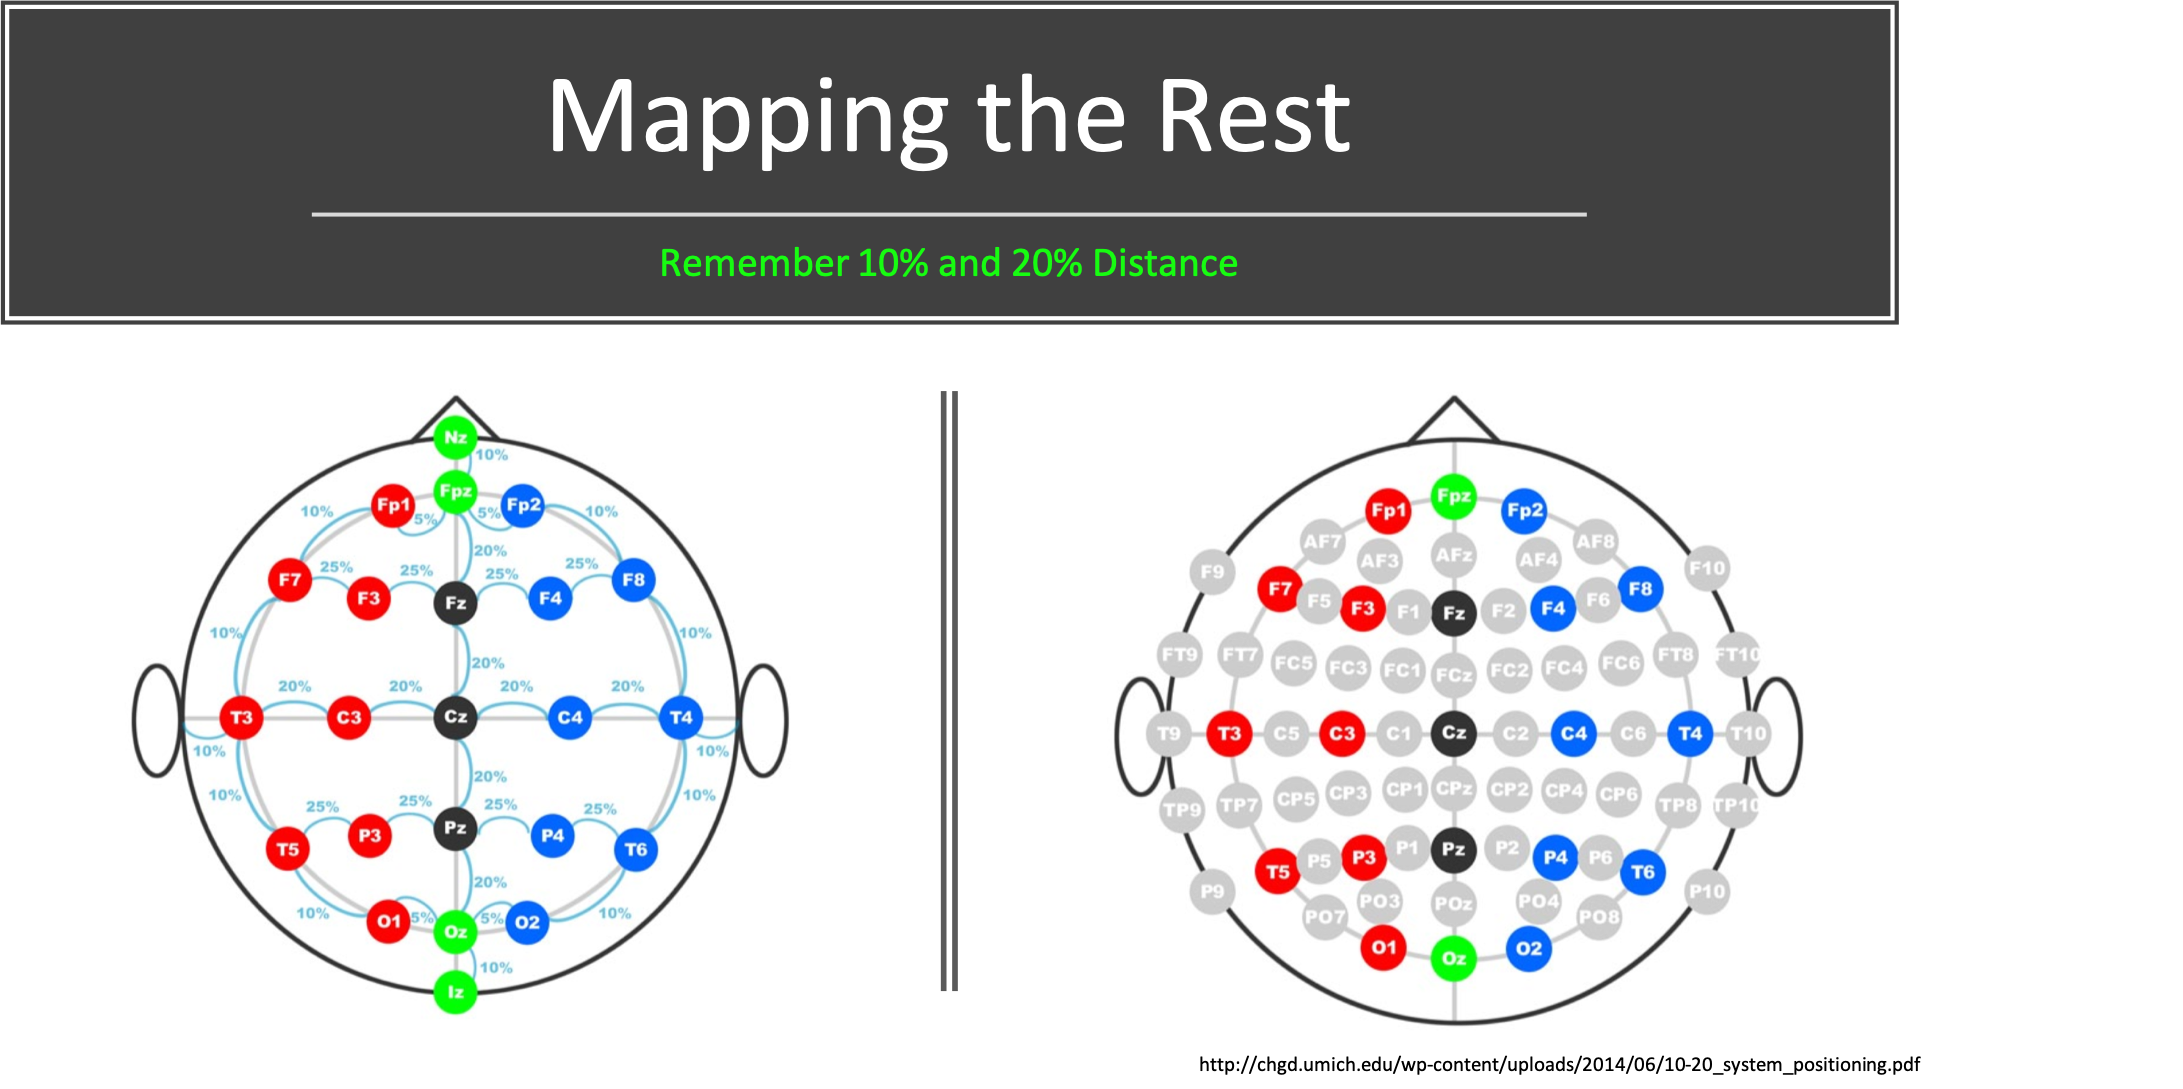 Mapping the Rest
Remember 10% and 20% Distance
Nz
10%
Fp1 Fpz Fp2
10% 5% 5% 10%
20%
F7 25% F3 25% Fz 25% F4 25% F8
10% 20% 10%
20% 20% 20% 20%
T3 C3 Cz C4 T4
10% 10%
10% 20% 10%
25% 25% 25% 25%
T5 P3 Pz P4 T6
20%
10% O1 5% Oz 5% O2 10%
10%
Iz
Fp1 Fpz Fp2
AF7 AF3 AFz AF4 AF8
F9 F7 F5 F3 F1 Fz F2 F4 F6 F8 F10
FT9 FT7 FC5 FC3 FC1 FCz FC2 FC4 FC6 FT8 FT10
T9 T3 C5 C3 C1 Cz C2 C4 C6 T4 T10
TP9 TP7 CP5 CP3 CP1 CPz CP2 CP4 CP6 TP8 TP10
P9 T5 P5 P3 P1 Pz P2 P4 P6 T6 P10
PO7 PO3 POz PO4 PO8
O1 Oz O2
http://chgd.umich.edu/wp-content/uploads/2014/06/10-20_system_positioning.pdf